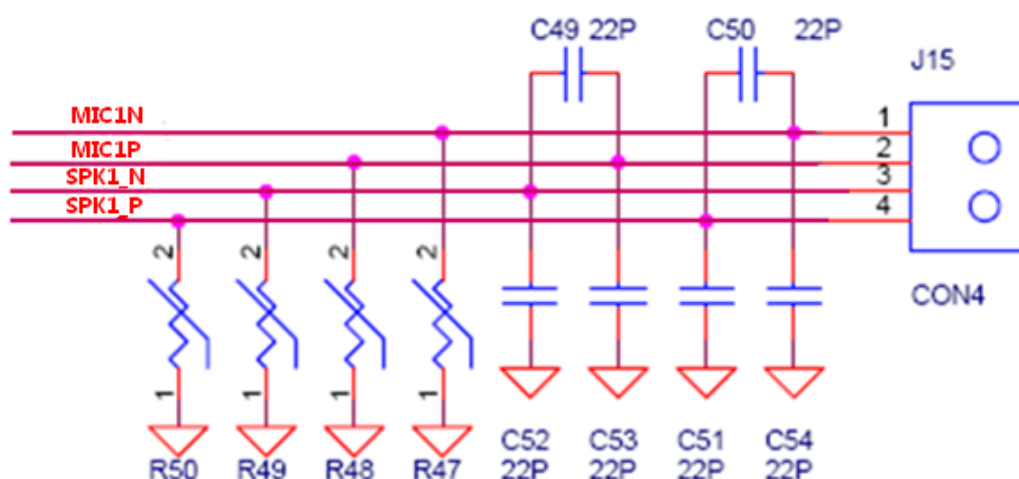 C49 22P
C50 22P
J15
MIC1N
1
MIC1P
2
SPK1_N
3
SPK1_P
4
2
2
2
2
CON4
1
1
1
1
R50
R49
R48
R47
C52
22P
C53
22P
C51
22P
C54
22P